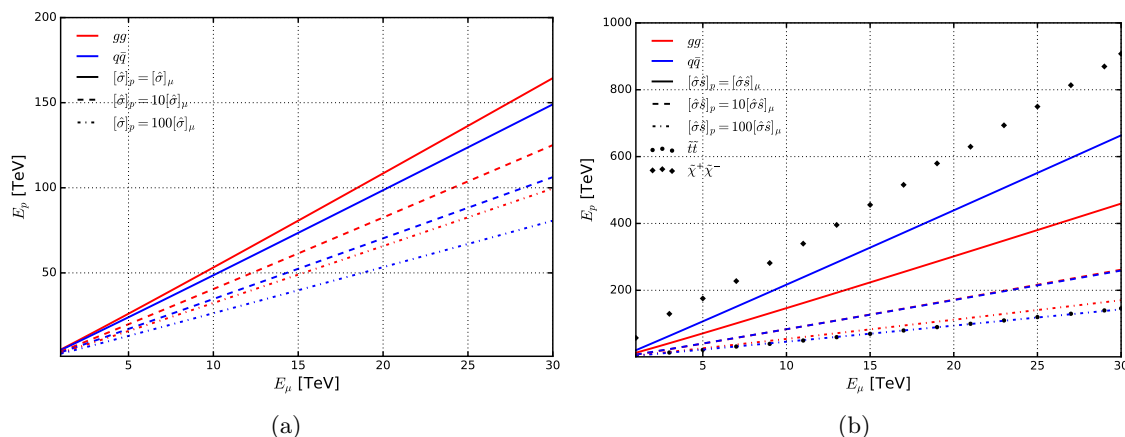 200
150
100
50
5
10
15
20
25
30
E_p [TeV]
E_μ [TeV]
gg
qq̄
[σ̂]_p = [σ̂]_μ
[σ̂]_p = 10[σ̂]_μ
[σ̂]_p = 100[σ̂]_μ
(a)
1000
800
600
400
200
5
10
15
20
25
30
E_p [TeV]
E_μ [TeV]
gg
qq̄
[σ̂ŝ]_p = [σ̂ŝ]_μ
[σ̂ŝ]_p = 10[σ̂ŝ]_μ
[σ̂ŝ]_p = 100[σ̂ŝ]_μ
t̃t̃̄
χ̃⁺χ̃⁻
(b)